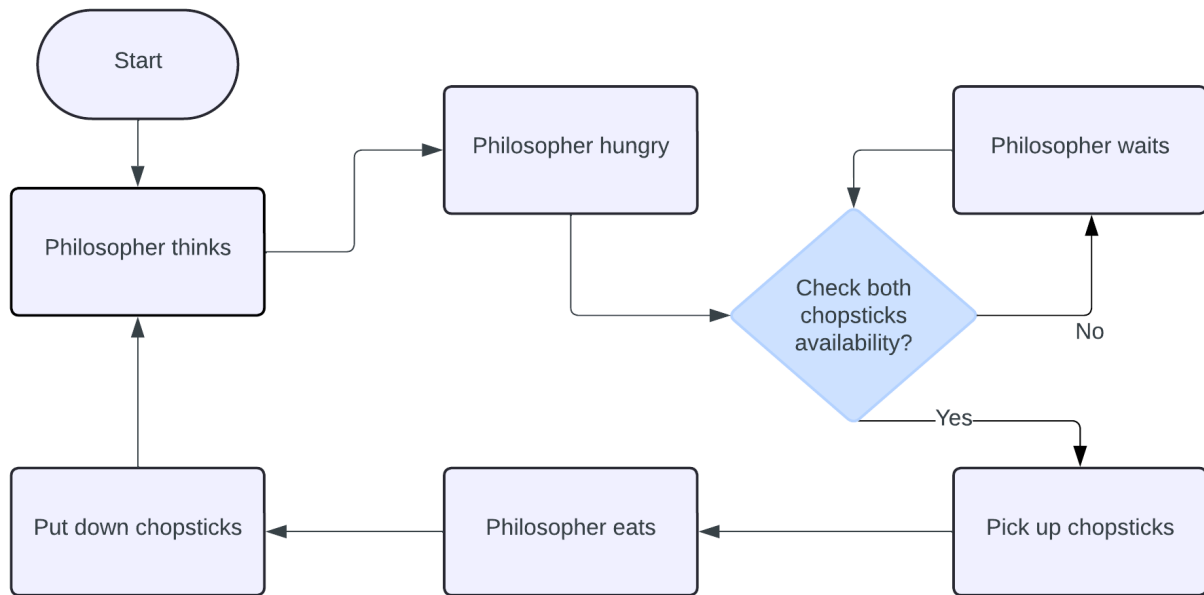 Start
Philosopher hungry
Philosopher waits
Philosopher thinks
Check both
chopsticks
availability?
No
Yes
Put down chopsticks
Philosopher eats
Pick up chopsticks